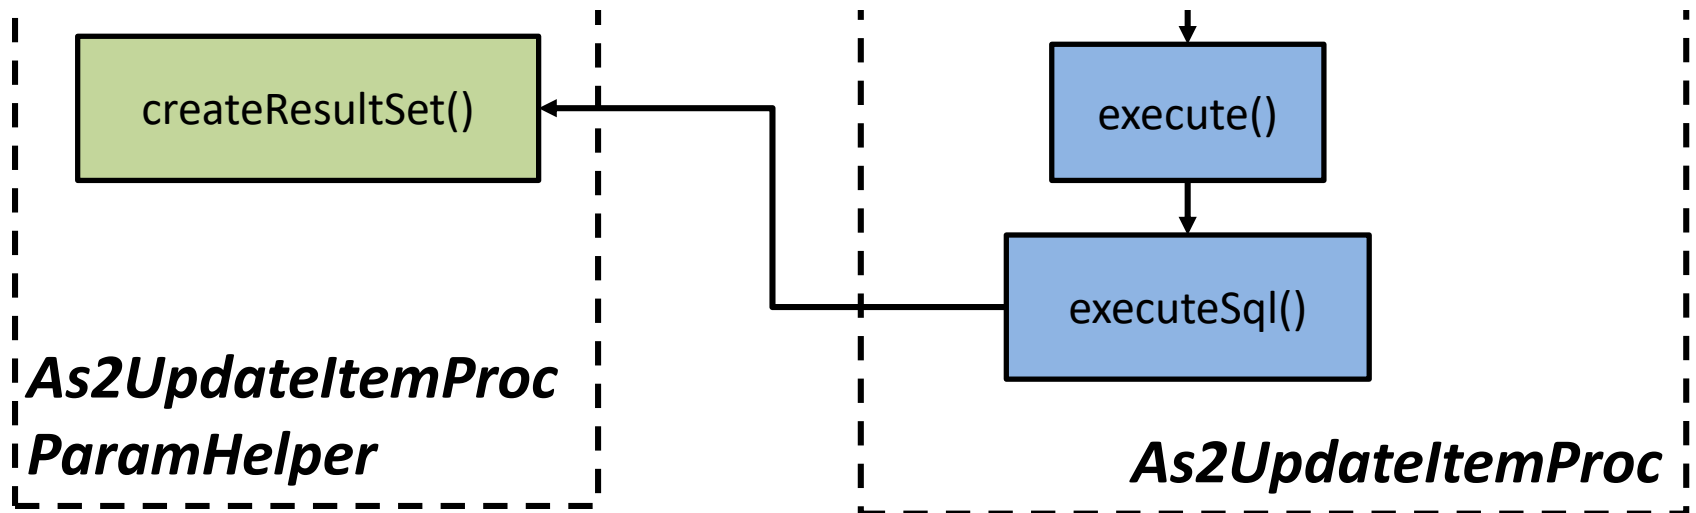 createResultSet()
execute()
executeSql()
As2UpdateItemProc
ParamHelper
As2UpdateItemProc